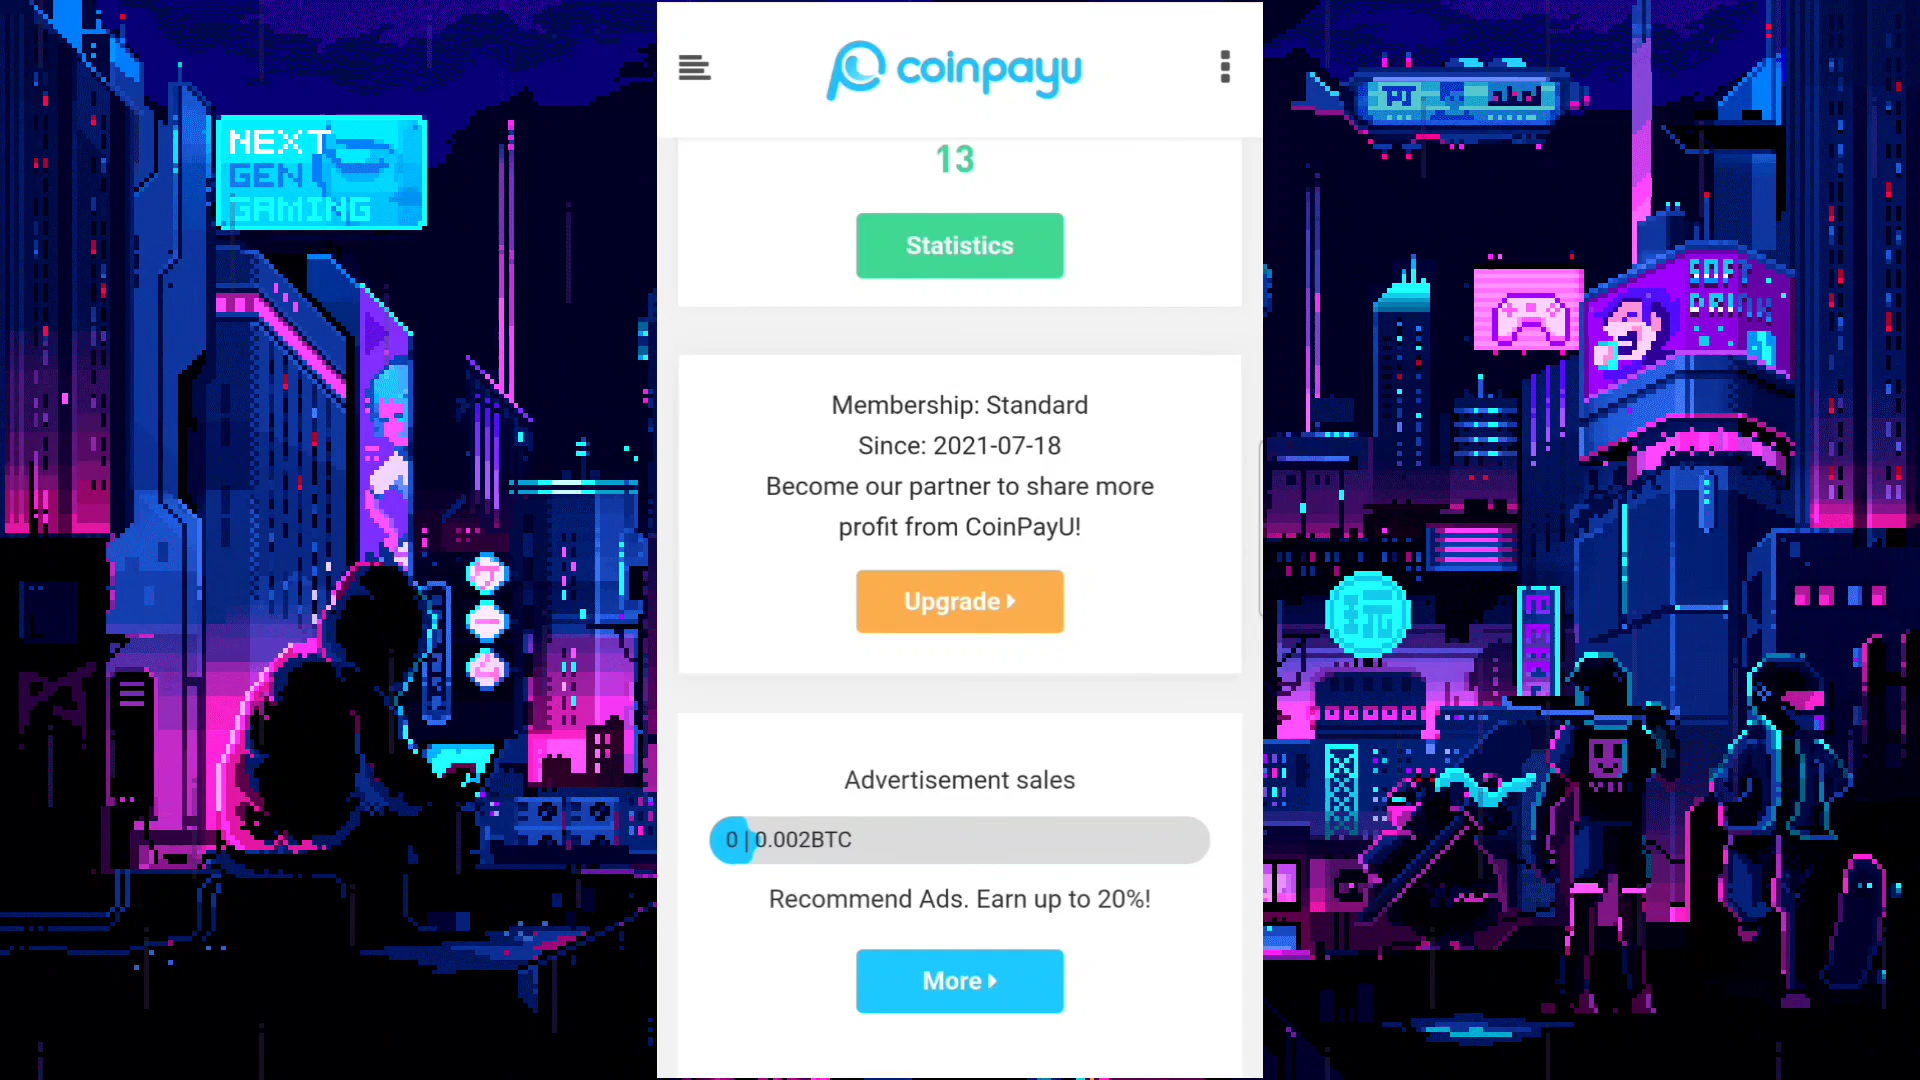 NEXT
GEN
GAMING
coinpayu
13
Statistics
Membership: Standard
Since: 2021-07-18
Become our partner to share more
profit from CoinPayU!
Upgrade
Advertisement sales
0 | 0.002BTC
Recommend Ads. Earn up to 20%!
More
SOFT
DRINK